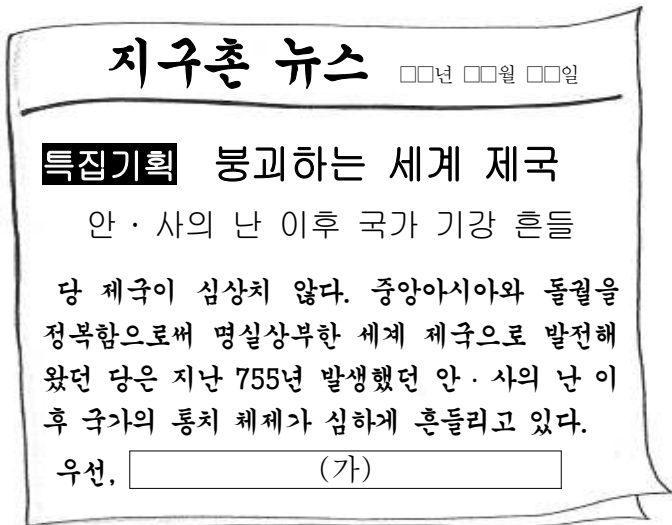 지구촌 뉴스 □□년 □□월 □□일
특집기획 붕괴하는 세계 제국
안 · 사의 난 이후 국가 기강 흔들
당 제국이 심상치 않다. 중앙아시아와 돌궐을
정복함으로써 명실상부한 세계 제국으로 발전해
왔던 당은 지난 755년 발생했던 안 · 사의 난 이
후 국가의 통치 체제가 심하게 흔들리고 있다.
우선, (가)